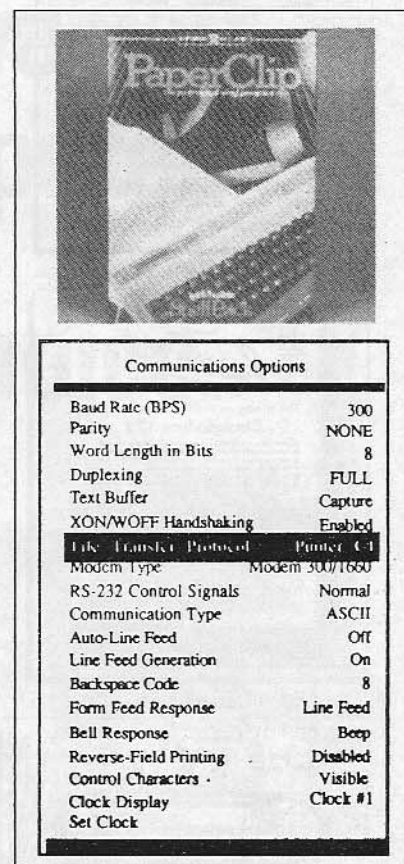 PaperClip
Communications Options
Baud Rate (BPS) 300
Parity NONE
Word Length in Bits 8
Duplexing FULL
Text Buffer Capture
XON/WOFF Handshaking Enabled
File Transfer Protocol Punter C1
Modem Type Modem 300/1660
RS-232 Control Signals Normal
Communication Type ASCII
Auto-Line Feed Off
Line Feed Generation On
Backspace Code 8
Form Feed Response Line Feed
Bell Response Beep
Reverse-Field Printing Disabled
Control Characters Visible
Clock Display Clock #1
Set Clock